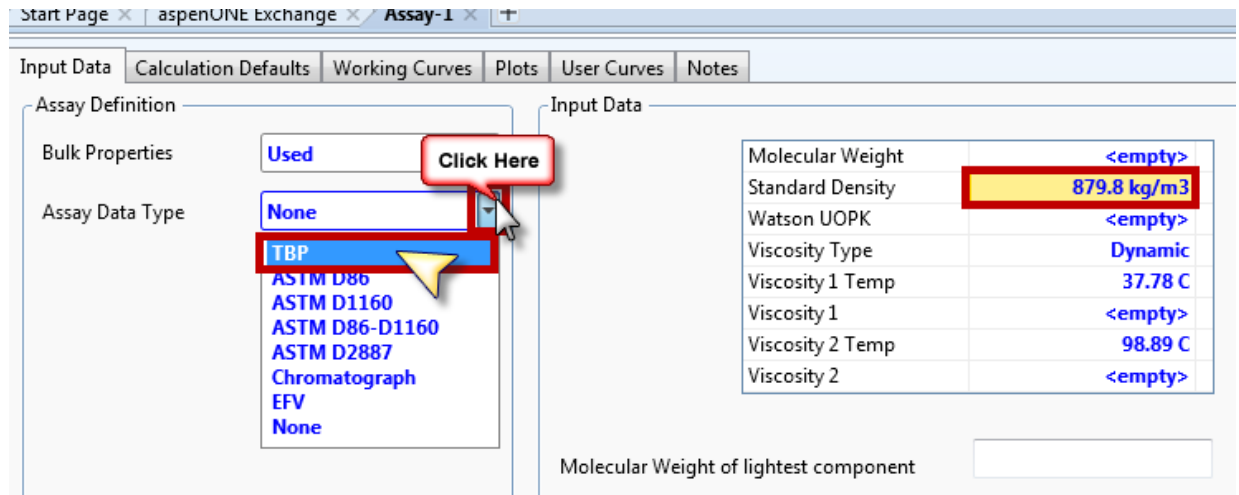 Start Page × aspenONE Exchange × Assay-1 × +
Input Data Calculation Defaults Working Curves Plots User Curves Notes
Assay Definition
Bulk Properties Used
Click Here
Assay Data Type None
TBP
ASTM D86
ASTM D1160
ASTM D86-D1160
ASTM D2887
Chromatograph
EFV
None
Input Data
Molecular Weight <empty>
Standard Density 879.8 kg/m3
Watson UOPK <empty>
Viscosity Type Dynamic
Viscosity 1 Temp 37.78 C
Viscosity 1 <empty>
Viscosity 2 Temp 98.89 C
Viscosity 2 <empty>
Molecular Weight of lightest component